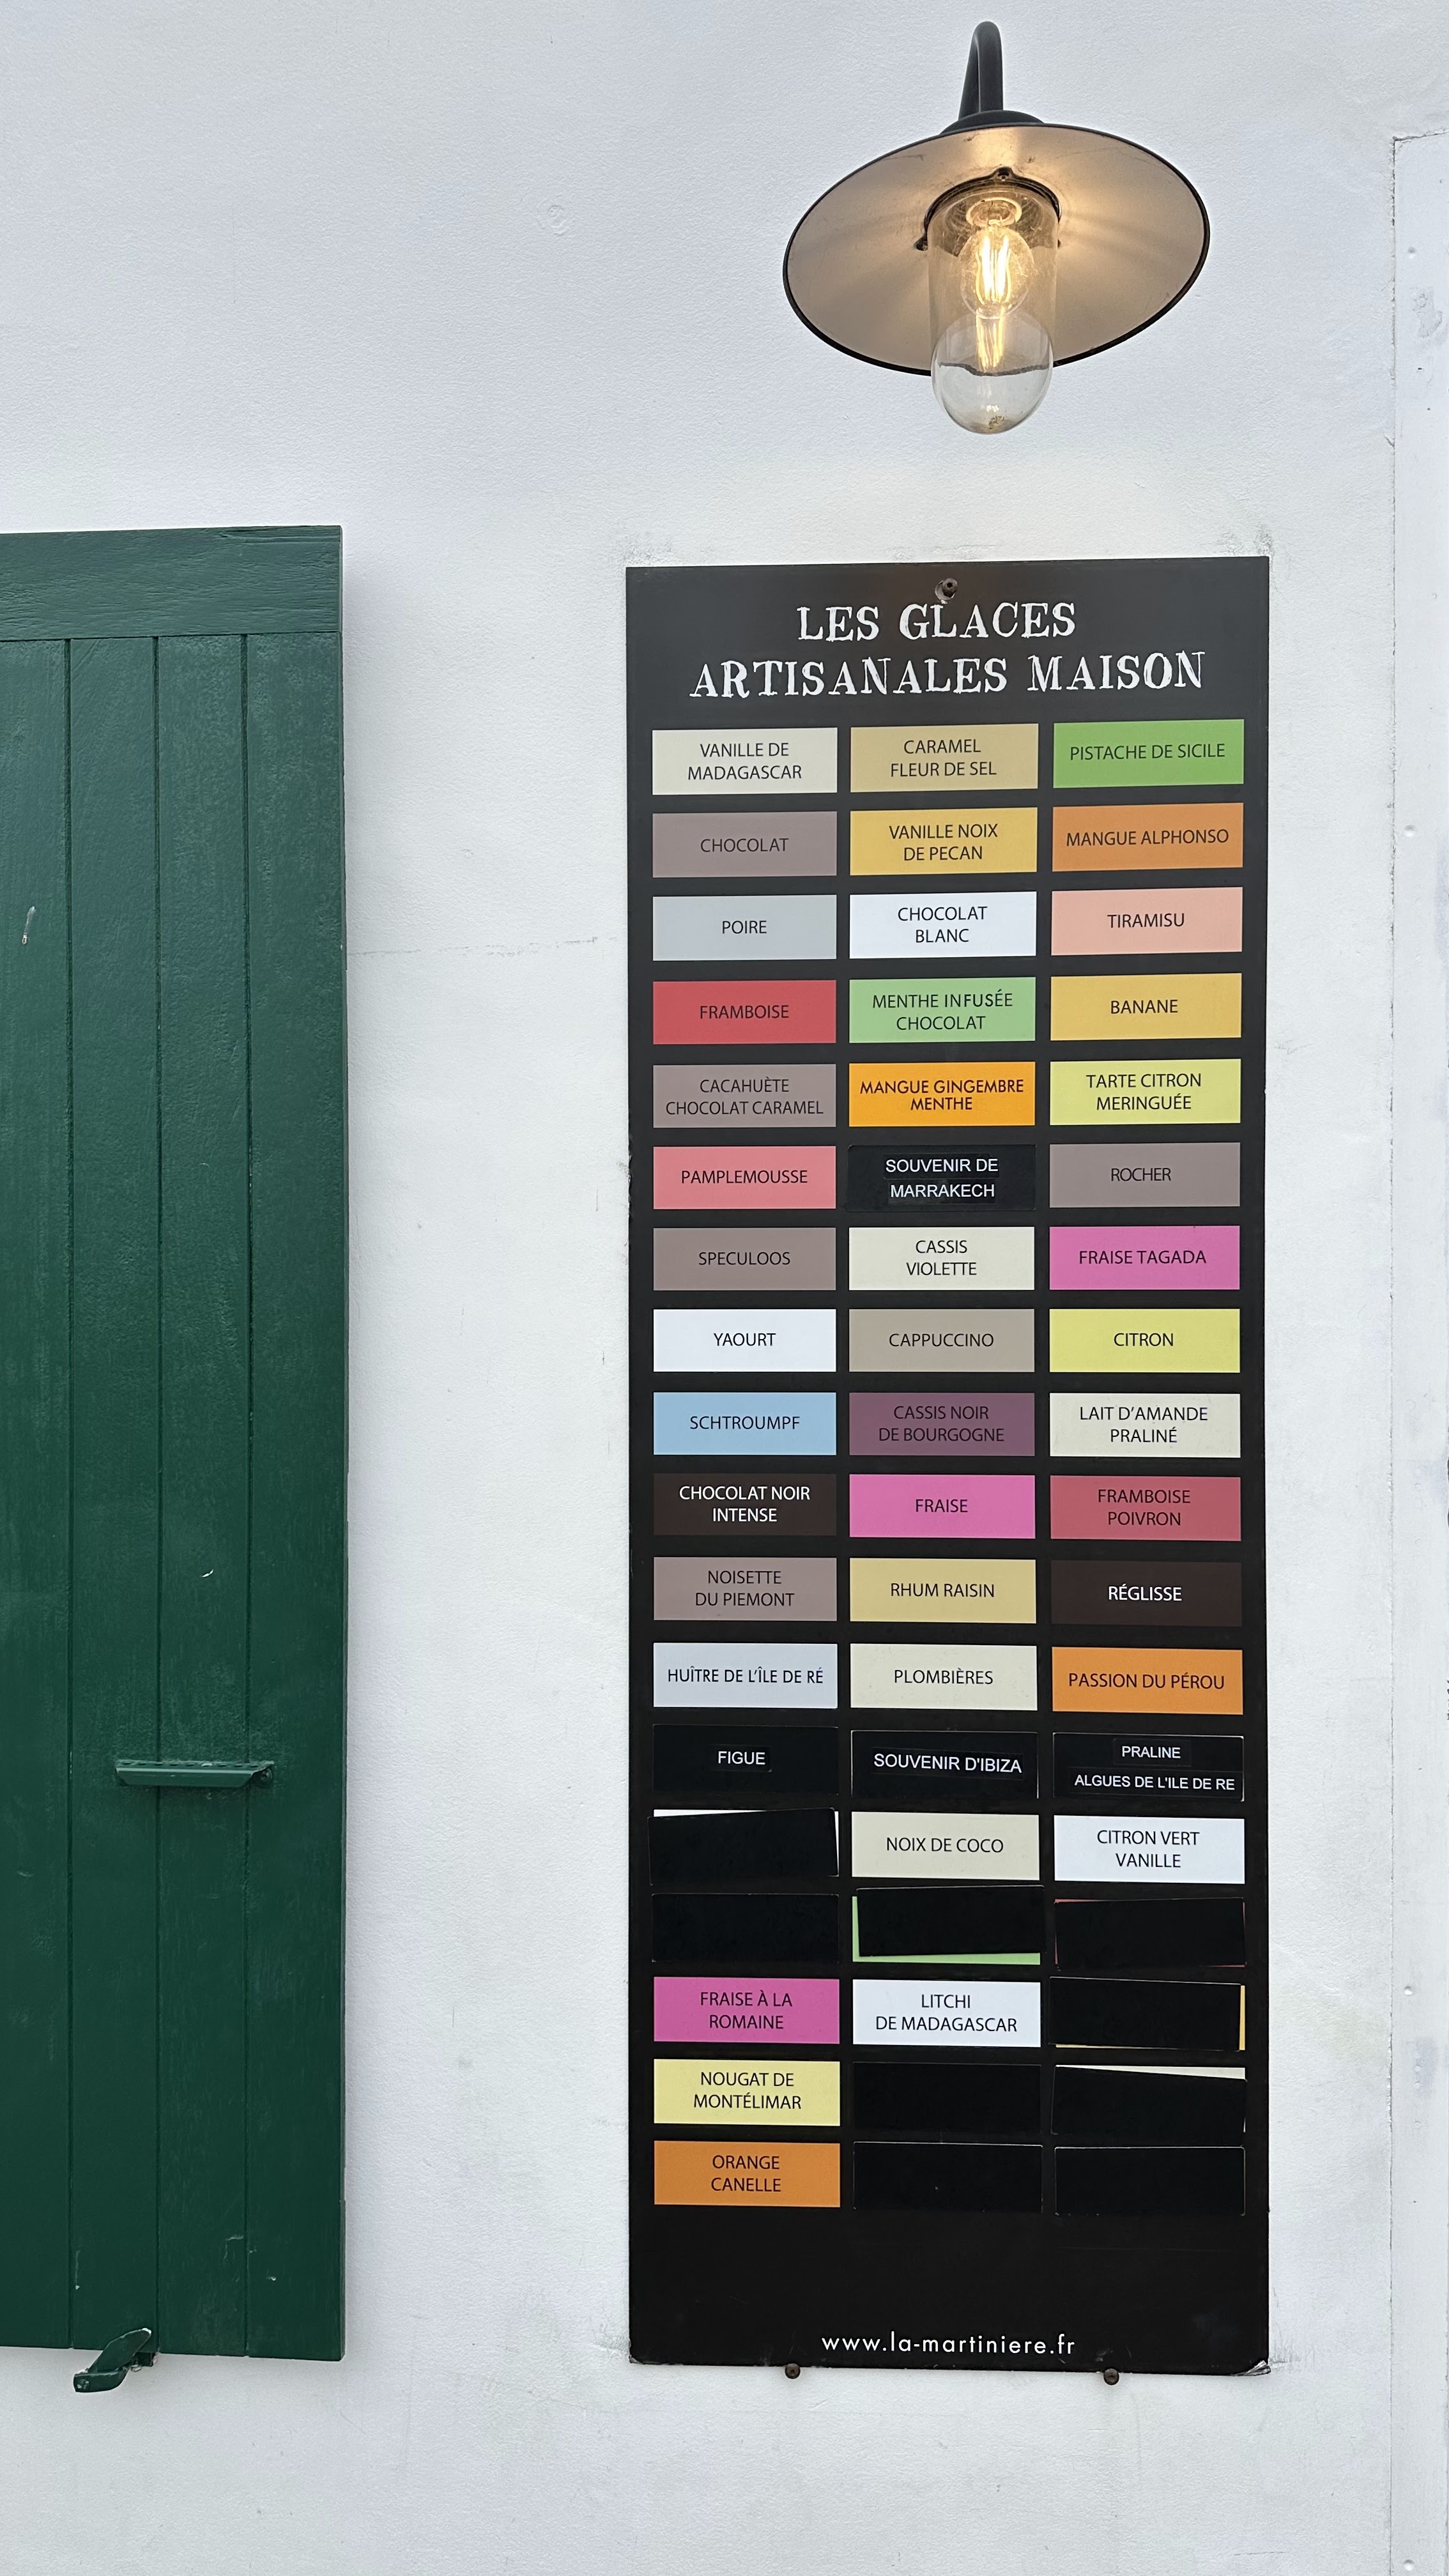 LES GLACES
ARTISANALES MAISON
VANILLE DE
MADAGASCAR
CARAMEL
FLEUR DE SEL
PISTACHE DE SICILE
CHOCOLAT
VANILLE NOIX
DE PECAN
MANGUE ALPHONSO
POIRE
CHOCOLAT
BLANC
TIRAMISU
FRAMBOISE
MENTHE INFUSÉE
CHOCOLAT
BANANE
CACAHUÈTE
CHOCOLAT CARAMEL
MANGUE GINGEMBRE
MENTHE
TARTE CITRON
MERINGUÉE
PAMPLEMOUSSE
SOUVENIR DE
MARRAKECH
ROCHER
SPECULOOS
CASSIS
VIOLETTE
FRAISE TAGADA
YAOURT
CAPPUCCINO
CITRON
SCHTROUMPF
CASSIS NOIR
DE BOURGOGNE
LAIT D'AMANDE
PRALINÉ
CHOCOLAT NOIR
INTENSE
FRAISE
FRAMBOISE
POIVRON
NOISETTE
DU PIEMONT
RHUM RAISIN
RÉGLISSE
HUÎTRE DE L'ÎLE DE RÉ
PLOMBIÈRES
PASSION DU PÉROU
FIGUE
SOUVENIR D'IBIZA
PRALINE
ALGUES DE L'ILE DE RE
NOIX DE COCO
CITRON VERT
VANILLE
FRAISE À LA
ROMAINE
LITCHI
DE MADAGASCAR
NOUGAT DE
MONTÉLIMAR
ORANGE
CANELLE
www.la-martiniere.fr